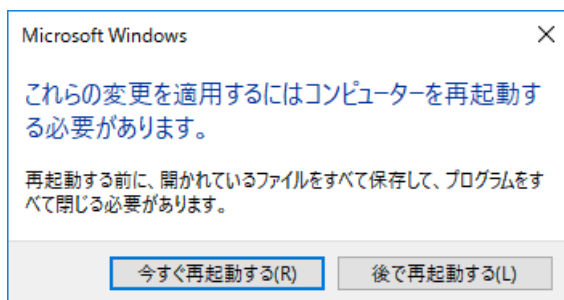 Microsoft Windows
これらの変更を適用するにはコンピューターを再起動す
る必要があります。
再起動する前に、開かれているファイルをすべて保存して、プログラムをす
べて閉じる必要があります。
今すぐ再起動する(R)
後で再起動する(L)